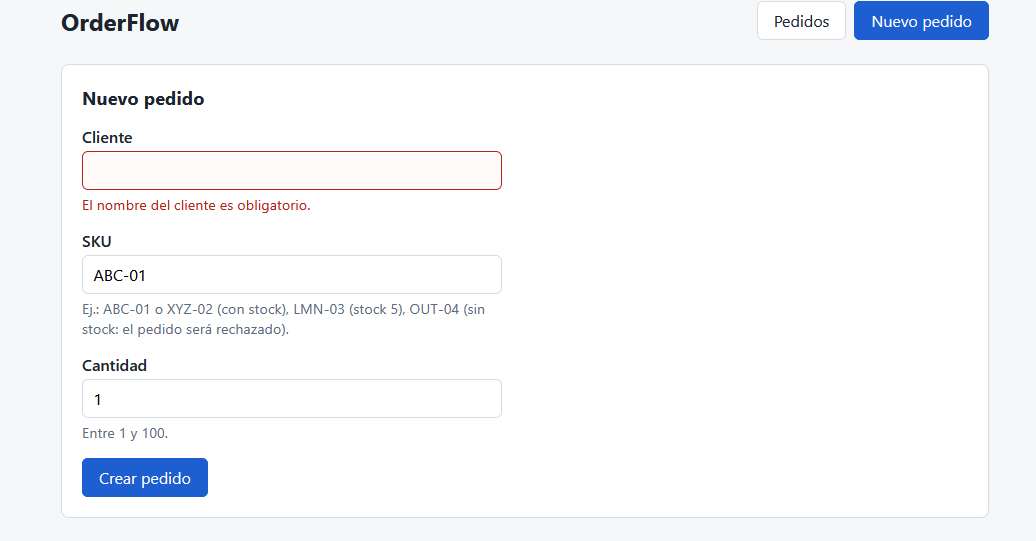 OrderFlow
Pedidos
Nuevo pedido
Nuevo pedido
Cliente
El nombre del cliente es obligatorio.
SKU
ABC-01
Ej.: ABC-01 o XYZ-02 (con stock), LMN-03 (stock 5), OUT-04 (sin
stock: el pedido será rechazado).
Cantidad
1
Entre 1 y 100.
Crear pedido